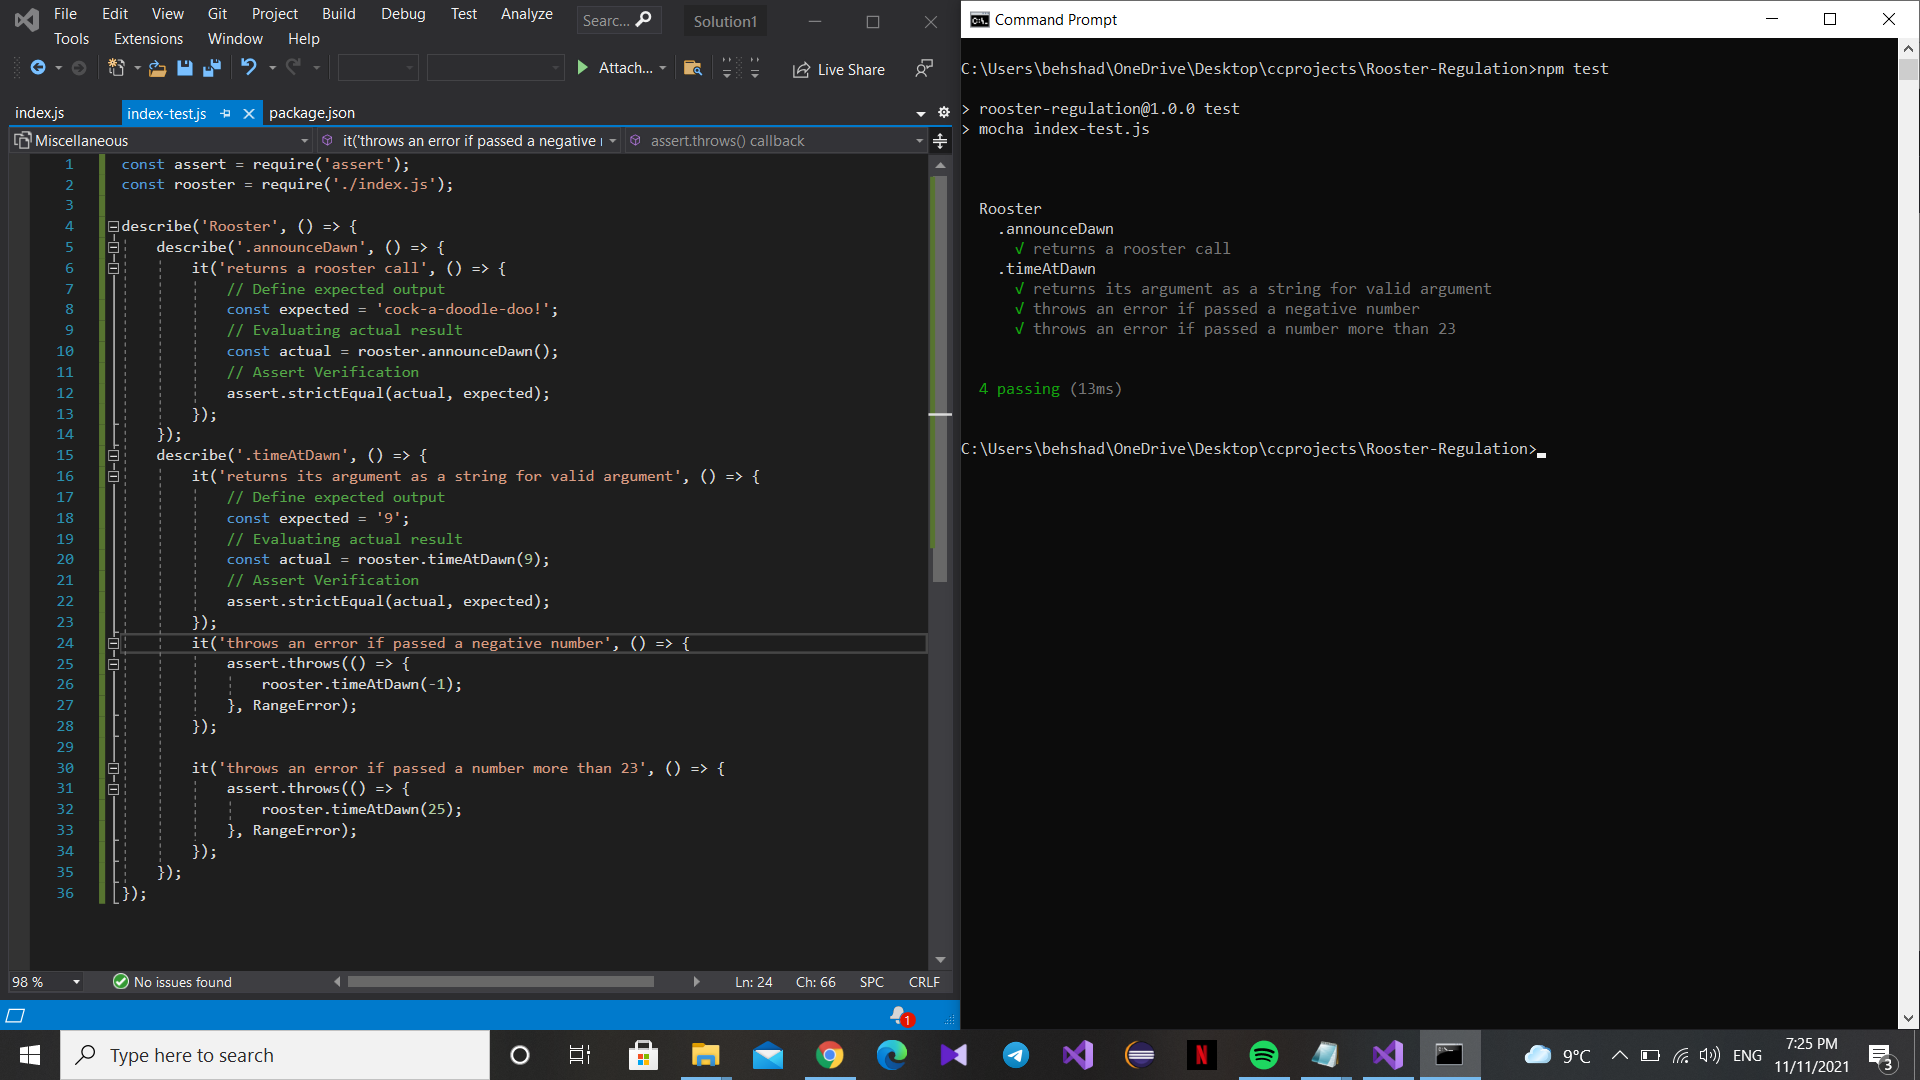 File Edit View Git Project Build Debug Test Analyze Searc... Solution1
Tools Extensions Window Help
Attach... Live Share
index.js index-test.js package.json
Miscellaneous it('throws an error if passed a negative assert.throws() callback
1 const assert = require('assert');
2 const rooster = require('./index.js');
3
4 describe('Rooster', () => {
5 describe('.announceDawn', () => {
6 it('returns a rooster call', () => {
7 // Define expected output
8 const expected = 'cock-a-doodle-doo!';
9 // Evaluating actual result
10 const actual = rooster.announceDawn();
11 // Assert Verification
12 assert.strictEqual(actual, expected);
13 });
14 });
15 describe('.timeAtDawn', () => {
16 it('returns its argument as a string for valid argument', () => {
17 // Define expected output
18 const expected = '9';
19 // Evaluating actual result
20 const actual = rooster.timeAtDawn(9);
21 // Assert Verification
22 assert.strictEqual(actual, expected);
23 });
24 it('throws an error if passed a negative number', () => {
25 assert.throws(() => {
26 rooster.timeAtDawn(-1);
27 }, RangeError);
28 });
29
30 it('throws an error if passed a number more than 23', () => {
31 assert.throws(() => {
32 rooster.timeAtDawn(25);
33 }, RangeError);
34 });
35 });
36 });
98 % No issues found Ln: 24 Ch: 66 SPC CRLF
1
Command Prompt
C:\Users\behshad\OneDrive\Desktop\ccprojects\Rooster-Regulation>npm test
> rooster-regulation@1.0.0 test
> mocha index-test.js
Rooster
.announceDawn
√ returns a rooster call
.timeAtDawn
√ returns its argument as a string for valid argument
√ throws an error if passed a negative number
√ throws an error if passed a number more than 23
4 passing (13ms)
C:\Users\behshad\OneDrive\Desktop\ccprojects\Rooster-Regulation>
Type here to search
N
9°C ENG
7:25 PM
11/11/2021
3